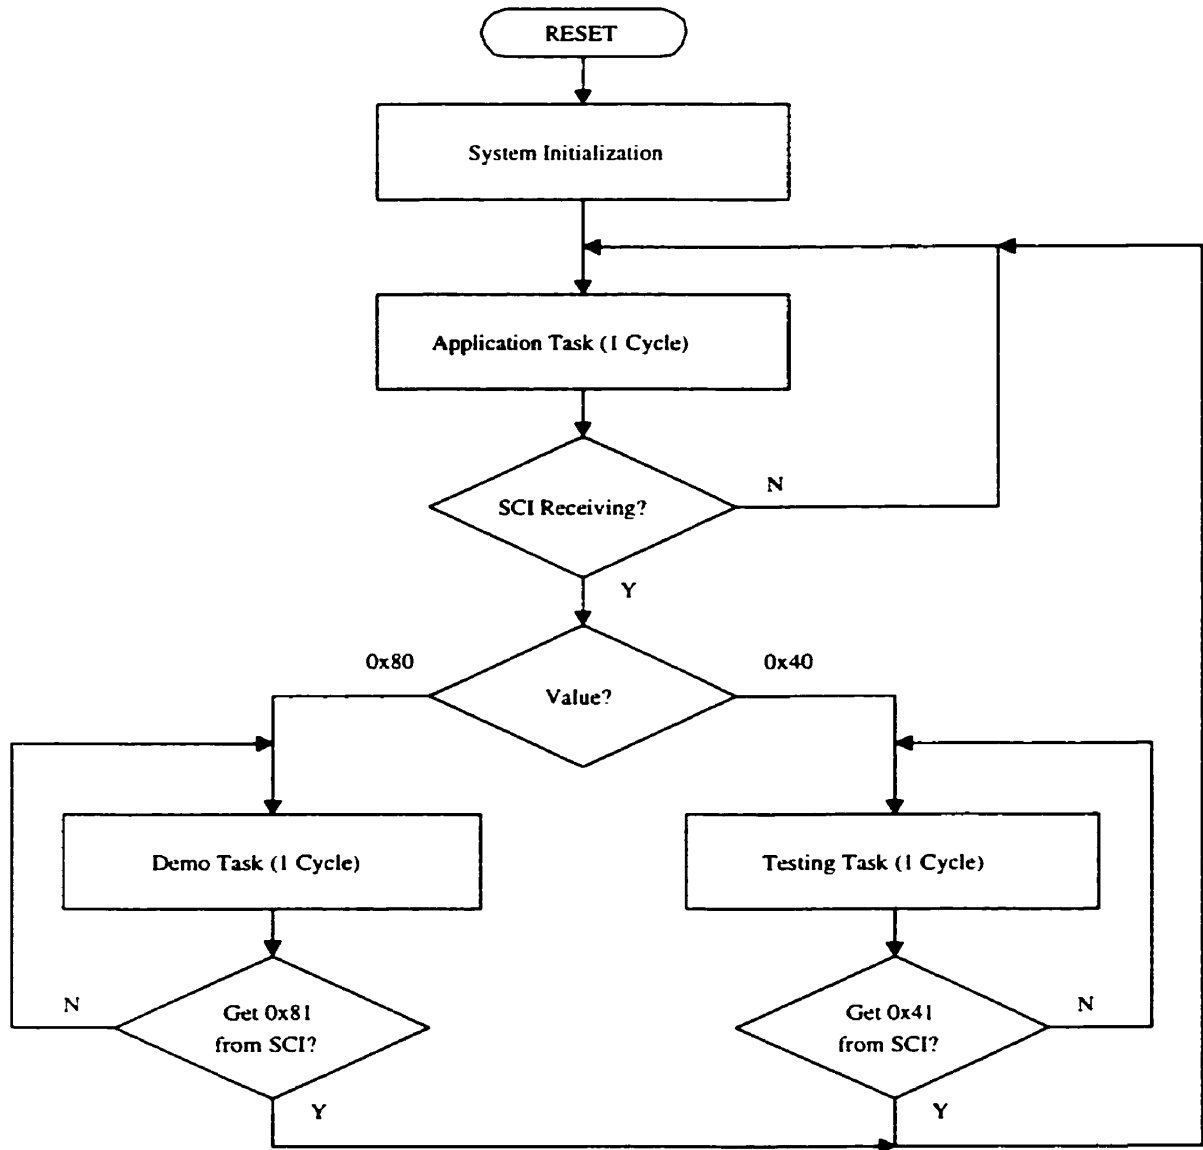 RESET
System Initialization
Application Task (1 Cycle)
N
SCI Receiving?
Y
0x80
0x40
Value?
Demo Task (1 Cycle)
Testing Task (1 Cycle)
N
Get 0x81
from SCI?
Get 0x41
from SCI?
N
Y
Y